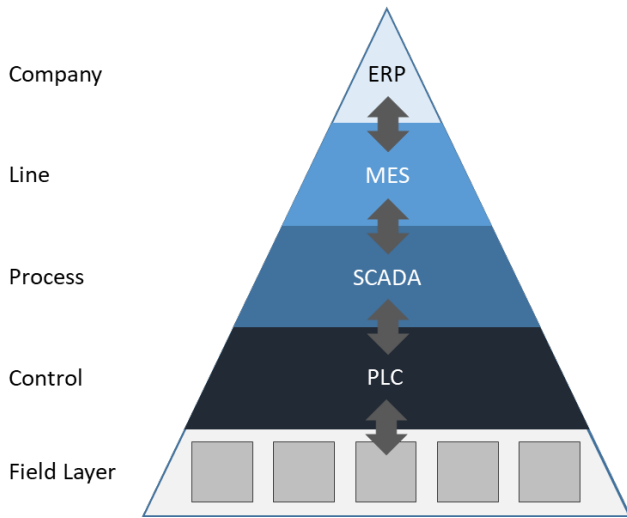 Company
ERP
Line
MES
Process
SCADA
Control
PLC
Field Layer